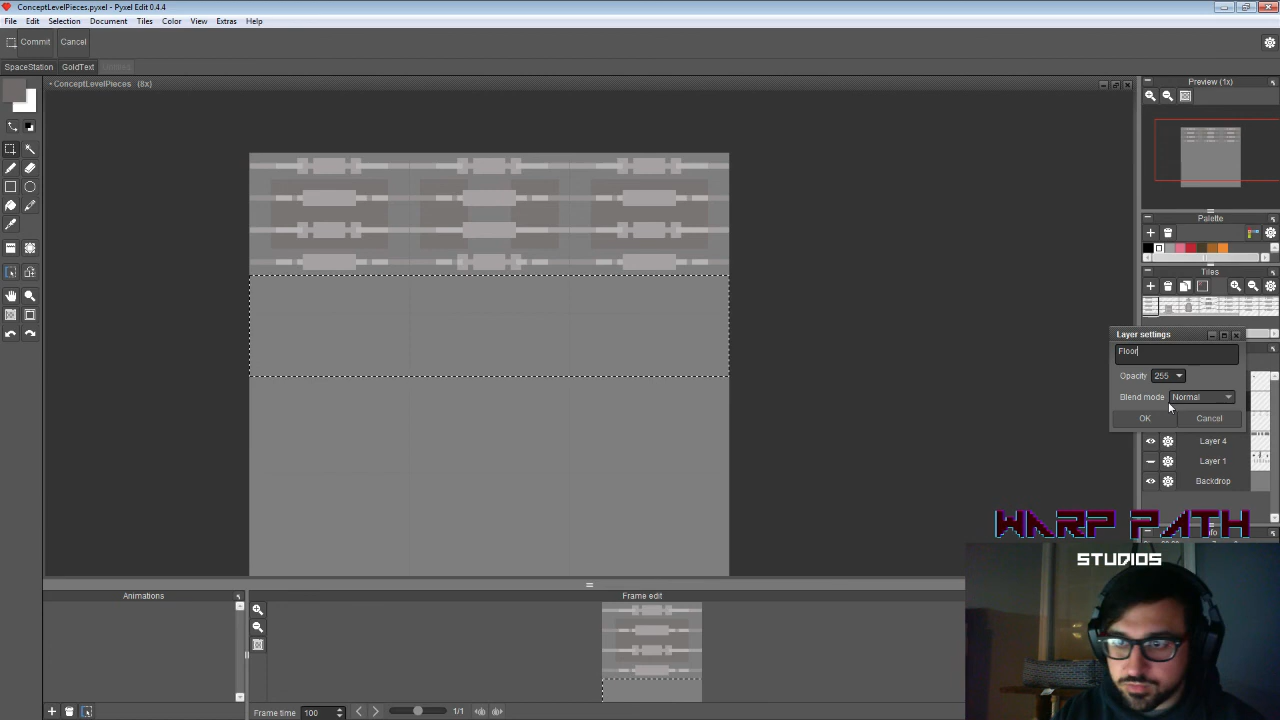 ConceptLevelPieces.pyxel - Pyxel Edit 0.4.4
File Edit Selection Document Tiles Color View Extras Help
Commit Cancel
SpaceStation GoldText
• ConceptLevelPieces (8x)
Preview (1x)
Palette
Tiles
Layer settings
Floor
Opacity 255
Blend mode Normal
OK Cancel
Layer 4
Layer 1
Backdrop
WARP PATH
STUDIOS
Animations
Frame edit
Frame time 100 1/1